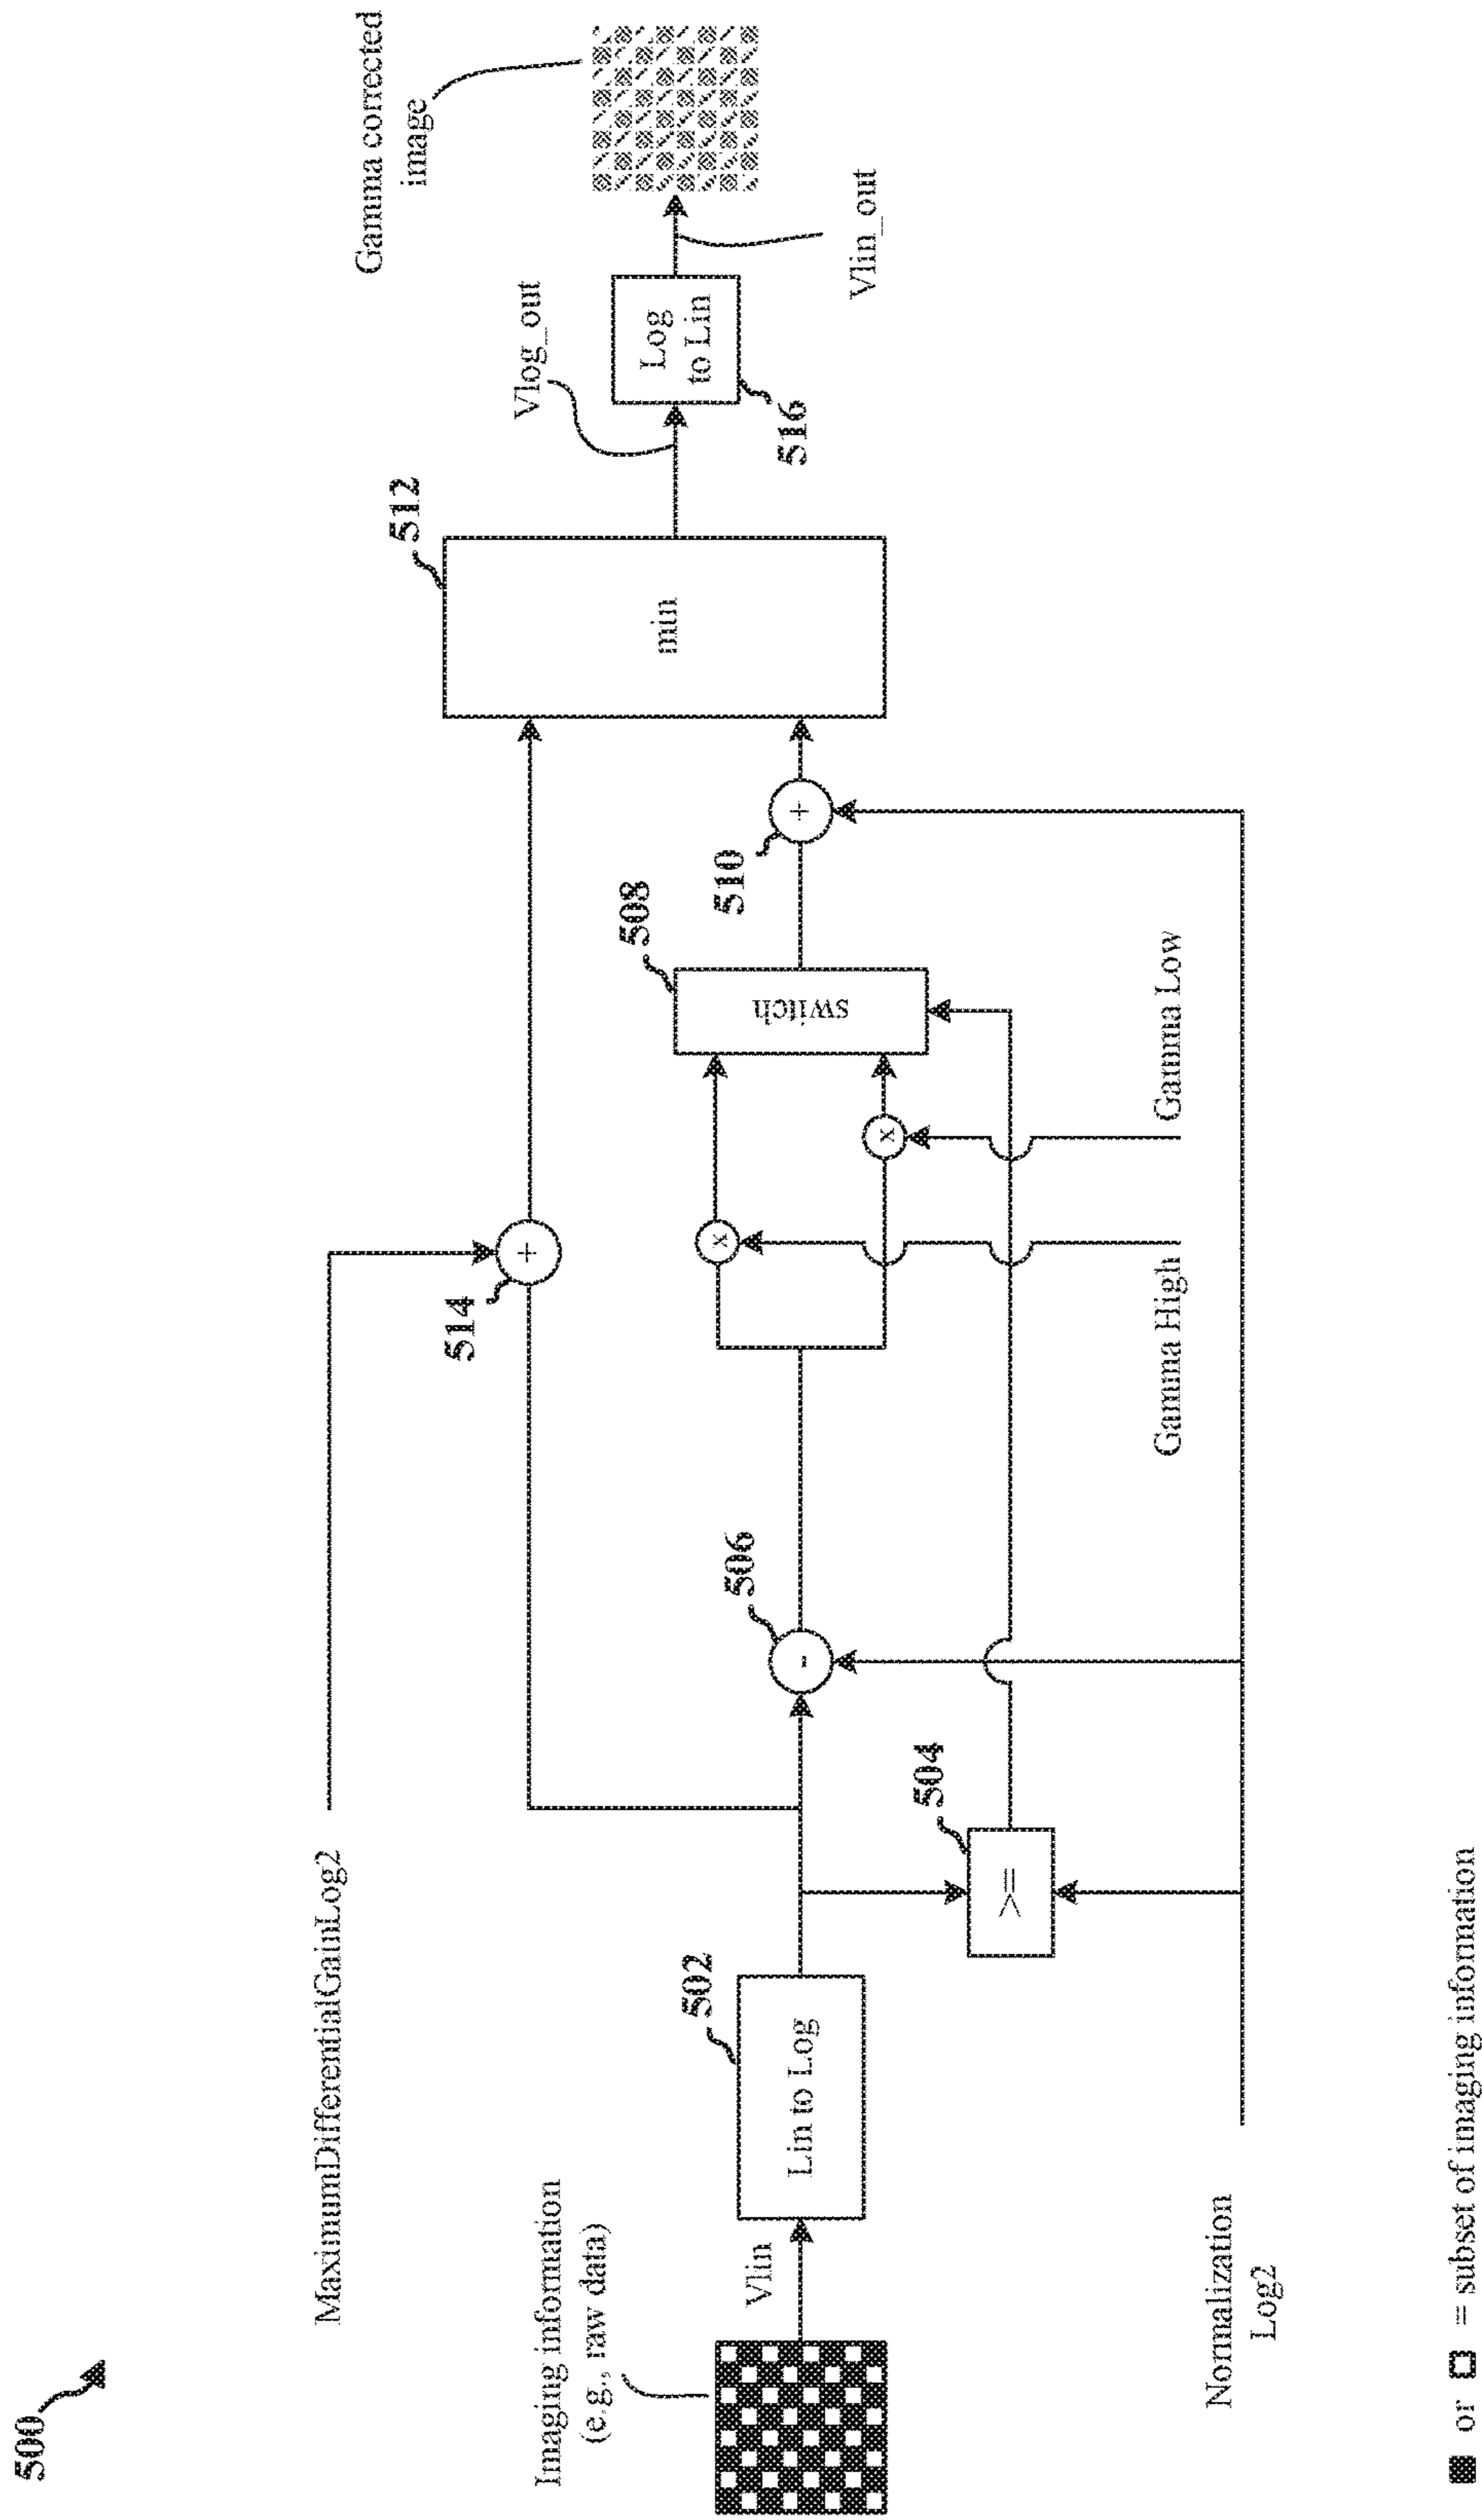 500
MaximumDifferentialGainLog2
Imaging information
(e.g., raw data)
Vlin
502
Lin to Log
504
<=
506
-
514
+
x
x
Gamma High
Gamma Low
508
switch
510
+
512
min
Vlog_out
Log
to Lin
516
Vlin_out
Gamma corrected
image
Normalization
Log2
or = subset of imaging information